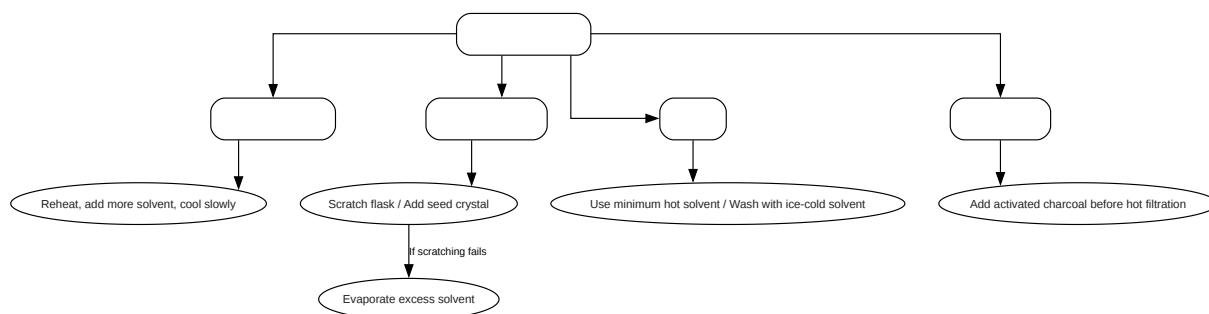 Reheat, add more solvent, cool slowly
Scratch flask / Add seed crystal
Use minimum hot solvent / Wash with ice-cold solvent
Add activated charcoal before hot filtration
If scratching fails
Evaporate excess solvent